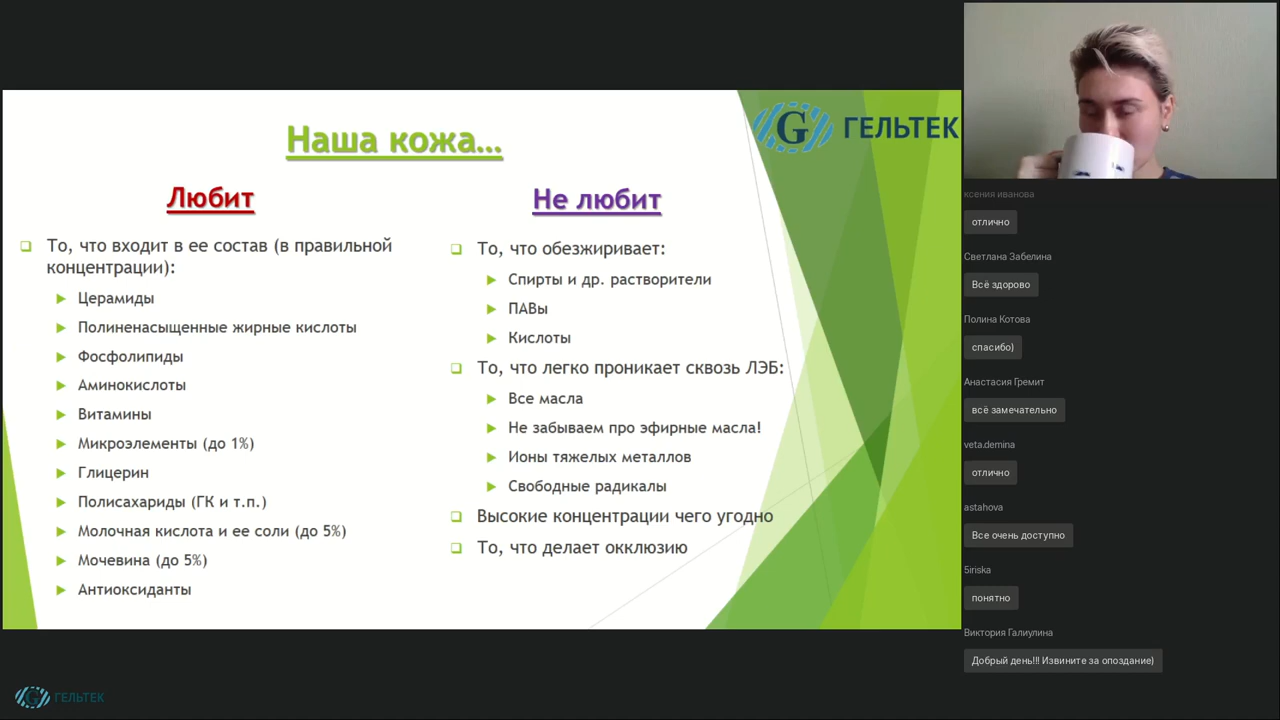 Наша кожа...
G ГЕЛЬТЕК
Любит
То, что входит в ее состав (в правильной
концентрации):
Церамиды
Полиненасыщенные жирные кислоты
Фосфолипиды
Аминокислоты
Витамины
Микроэлементы (до 1%)
Глицерин
Полисахариды (ГК и т.п.)
Молочная кислота и ее соли (до 5%)
Мочевина (до 5%)
Антиоксиданты
Не любит
То, что обезжиривает:
Спирты и др. растворители
ПАВы
Кислоты
То, что легко проникает сквозь ЛЭБ:
Все масла
Не забываем про эфирные масла!
Ионы тяжелых металлов
Свободные радикалы
Высокие концентрации чего угодно
То, что делает окклюзию
ксения иванова
отлично
Светлана Забелина
Всё здорово
Полина Котова
спасибо)
Анастасия Гремит
всё замечательно
veta.demina
отлично
astahova
Все очень доступно
5iriska
понятно
Виктория Галиулина
Добрый день!!! Извините за опоздание)
G ГЕЛЬТЕК